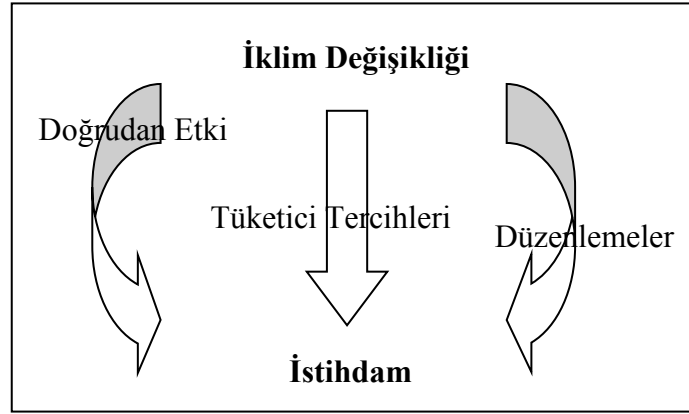 İklim Değişikliği
Doğrudan Etki
Tüketici Tercihleri
Düzenlemeler
İstihdam